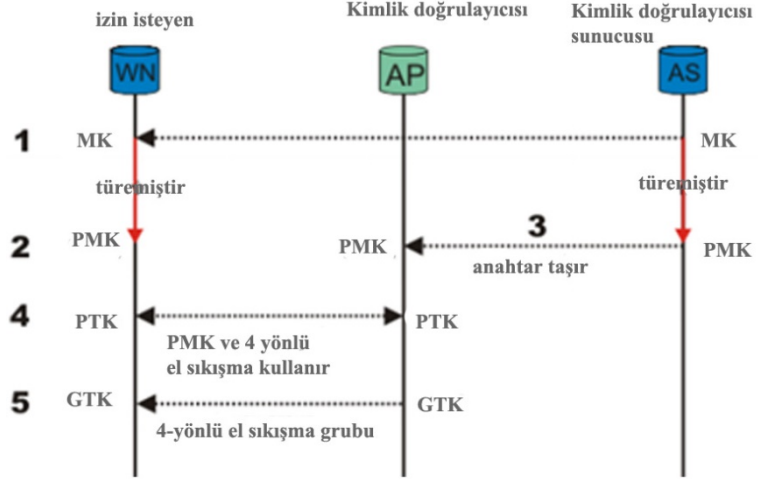 izin isteyen
Kimlik doğrulayıcısı
Kimlik doğrulayıcısı
sunucusu
WN
AP
AS
1
MK
MK
türemiştir
türemiştir
2
PMK
PMK
3
PMK
anahtar taşır
4
PTK
PTK
PMK ve 4 yönlü
el sıkışma kullanır
5
GTK
GTK
4-yönlü el sıkışma grubu